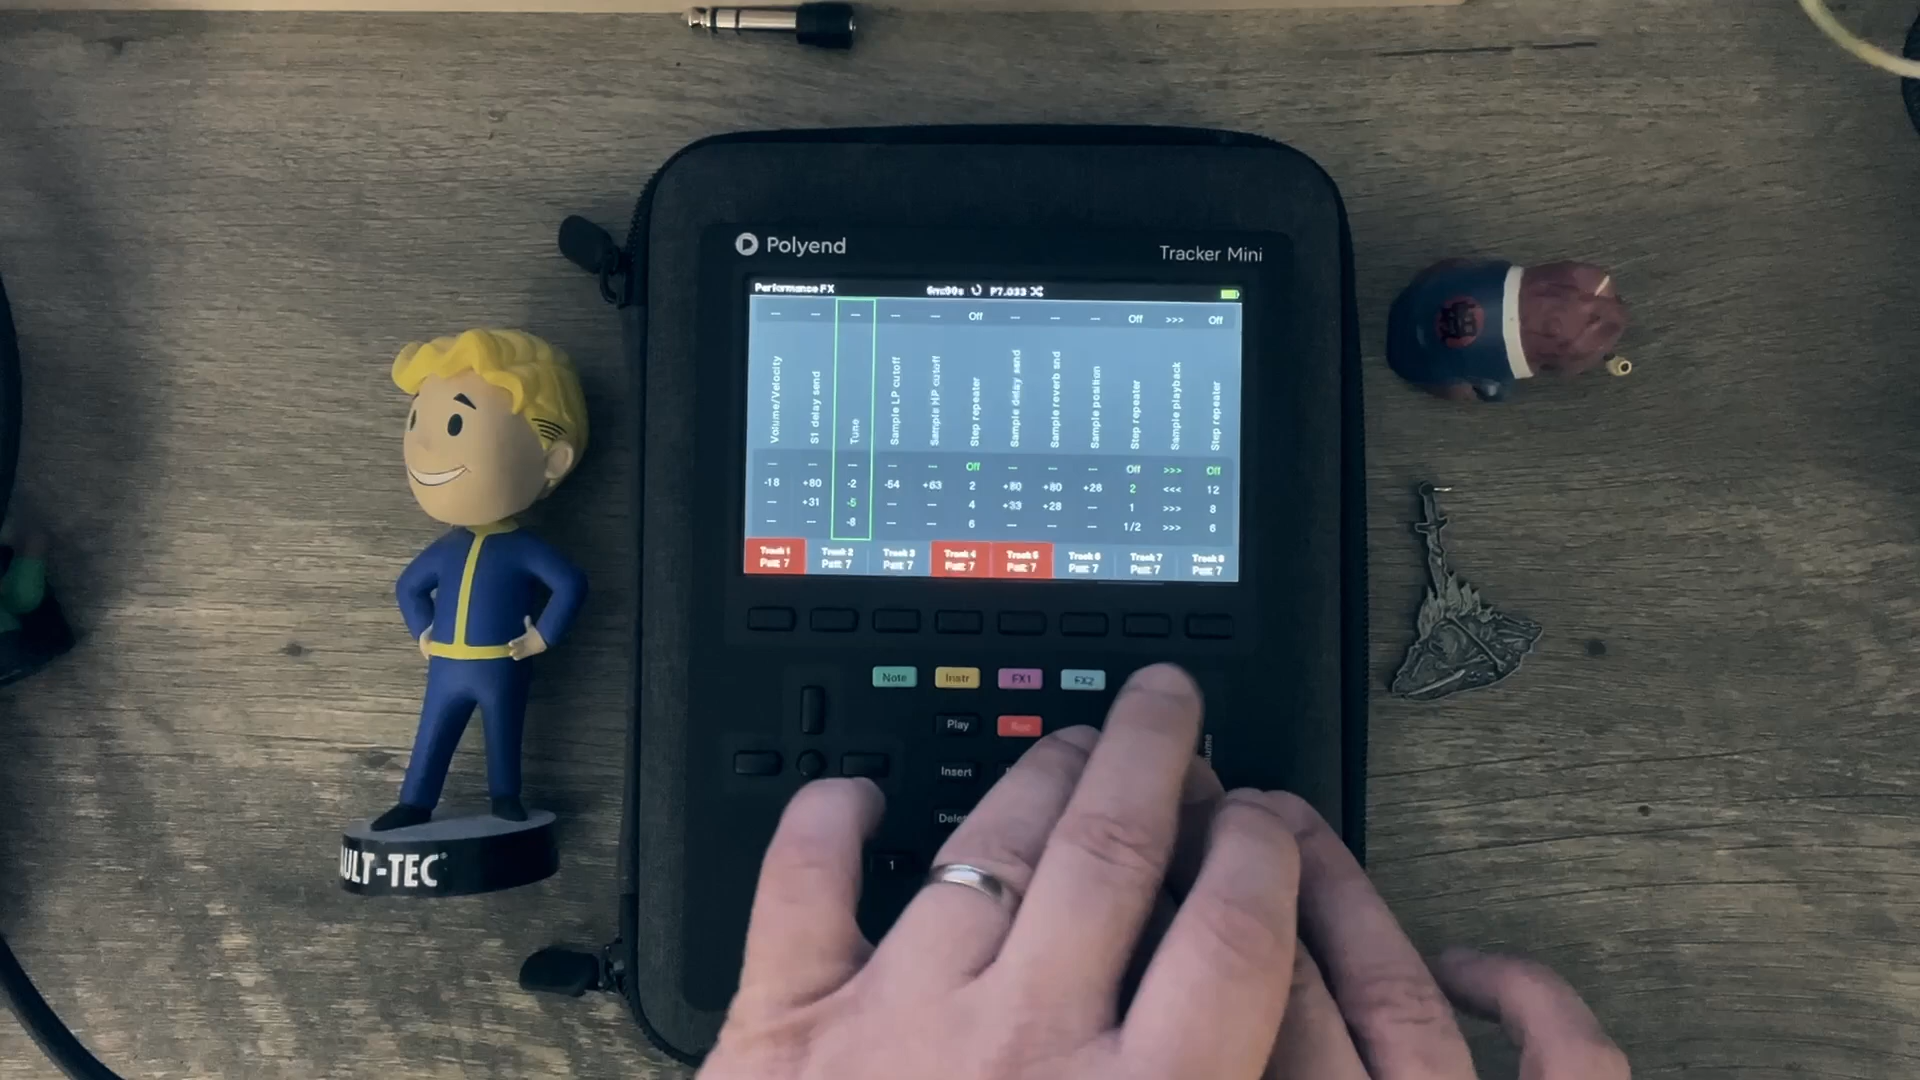 Polyend
Tracker Mini
Performance FX
P7.033
--- --- --- --- --- Off --- --- --- Off >>> Off
Volume/Velocity
S1 delay send
Tune
Sample LP cutoff
Sample HP cutoff
Step repeater
Sample delay send
Sample reverb snd
Sample position
Step repeater
Sample playback
Step repeater
--- --- --- --- --- Off --- --- --- Off >>> Off
-18 +80 -2 -54 +63 2 +80 +80 +28 2 <<< 12
--- +31 -5 --- --- 4 +33 +28 --- 1 >>> 8
--- --- -8 --- --- 6 --- --- --- 1/2 >>> 6
Track 1 Track 2 Track 3 Track 4 Track 5 Track 6 Track 7 Track 8
Patt: 7 Patt: 7 Patt: 7 Patt: 7 Patt: 7 Patt: 7 Patt: 7 Patt: 7
Note Instr FX1 FX2
Play Rec
Insert
1
ULT-TEC